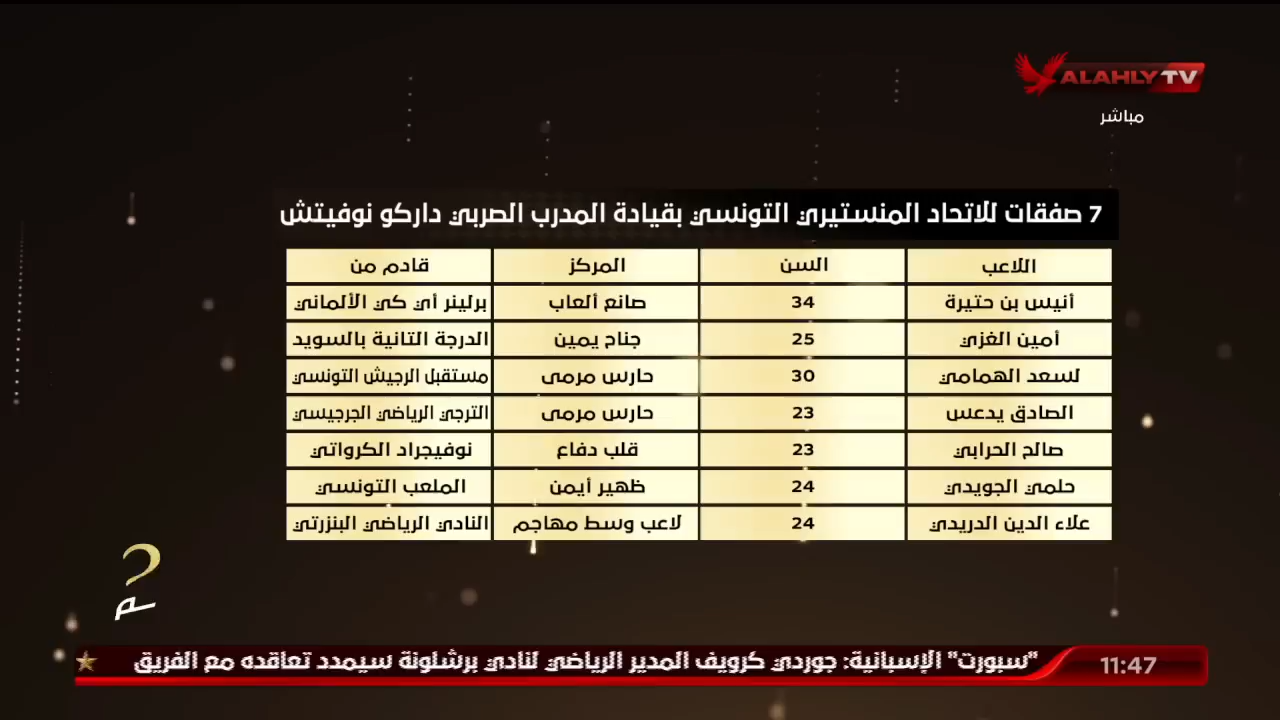 ALAHLY TV
مباشر
7 صفقات للاتحاد المنستيري التونسي بقيادة المدرب الصربي داركو نوفيتش
اللاعب السن المركز قادم من
أنيس بن حتيرة 34 صانع ألعاب برلينر أي كي الألماني
أمين الغزي 25 جناح يمين الدرجة التانية بالسويد
لسعد الهمامي 30 حارس مرمى مستقبل الرجيش التونسي
الصادق يدعس 23 حارس مرمى الترجي الرياضي الجرجيسي
صالح الحرابي 23 قلب دفاع نوفيجراد الكرواتي
حلمي الجويدي 24 ظهير أيمن الملعب التونسي
علاء الدين الدريدي 24 لاعب وسط مهاجم النادي الرياضي البنزرتي
11:47 "سبورت" الإسبانية: جوردي كرويف المدير الرياضي لنادي برشلونة سيمدد تعاقده مع الفريق